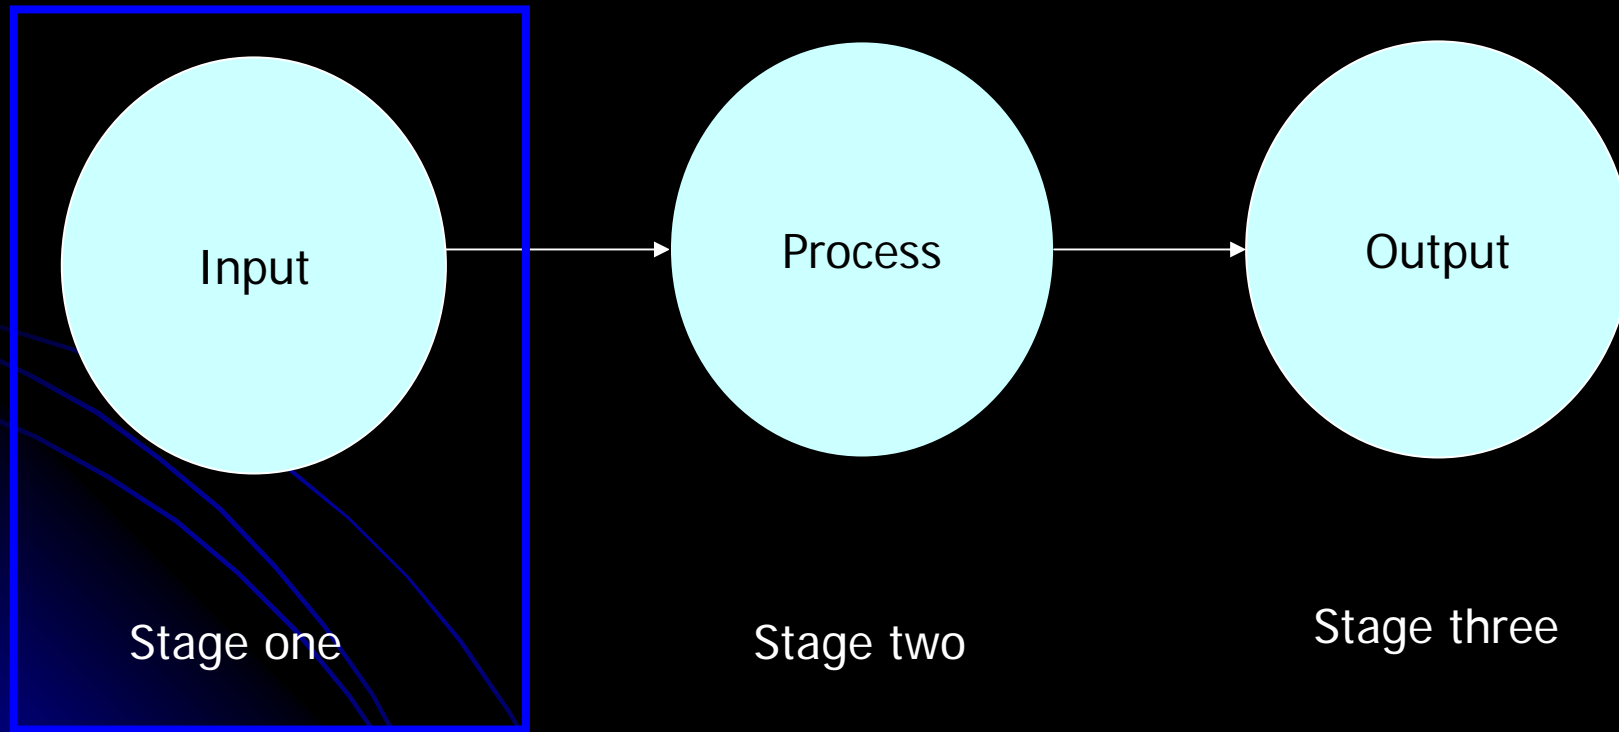 Input
Process
Output
Stage one
Stage two
Stage three